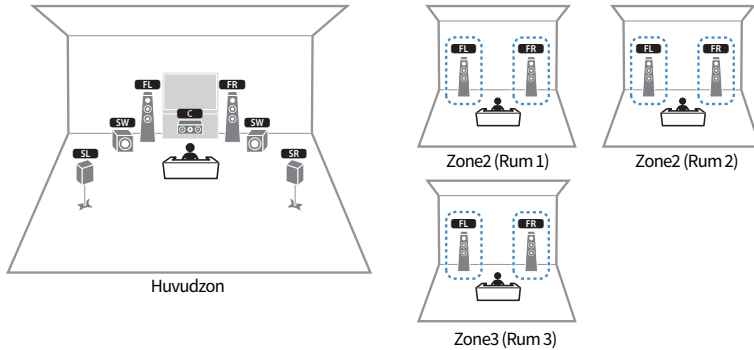 FL FR
C
SW SW
SL SR
Huvudzon
FL FR
Zone2 (Rum 1)
FL FR
Zone2 (Rum 2)
FL FR
Zone3 (Rum 3)